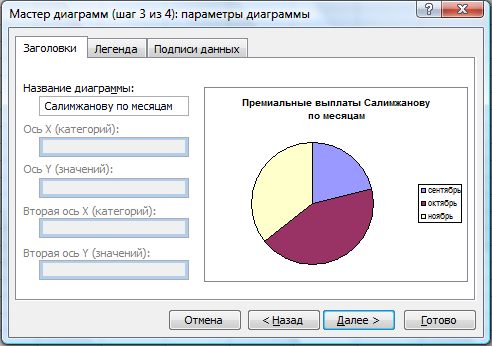 Мастер диаграмм (шаг 3 из 4): параметры диаграммы
?
Заголовки Легенда Подписи данных
Название диаграммы:
Салимжанову по месяцам
Ось X (категорий):
Ось Y (значений):
Вторая ось X (категорий):
Вторая ось Y (значений):
Премиальные выплаты Салимжанову
по месяцам
сентябрь
октябрь
ноябрь
Отмена < Назад Далее > Готово